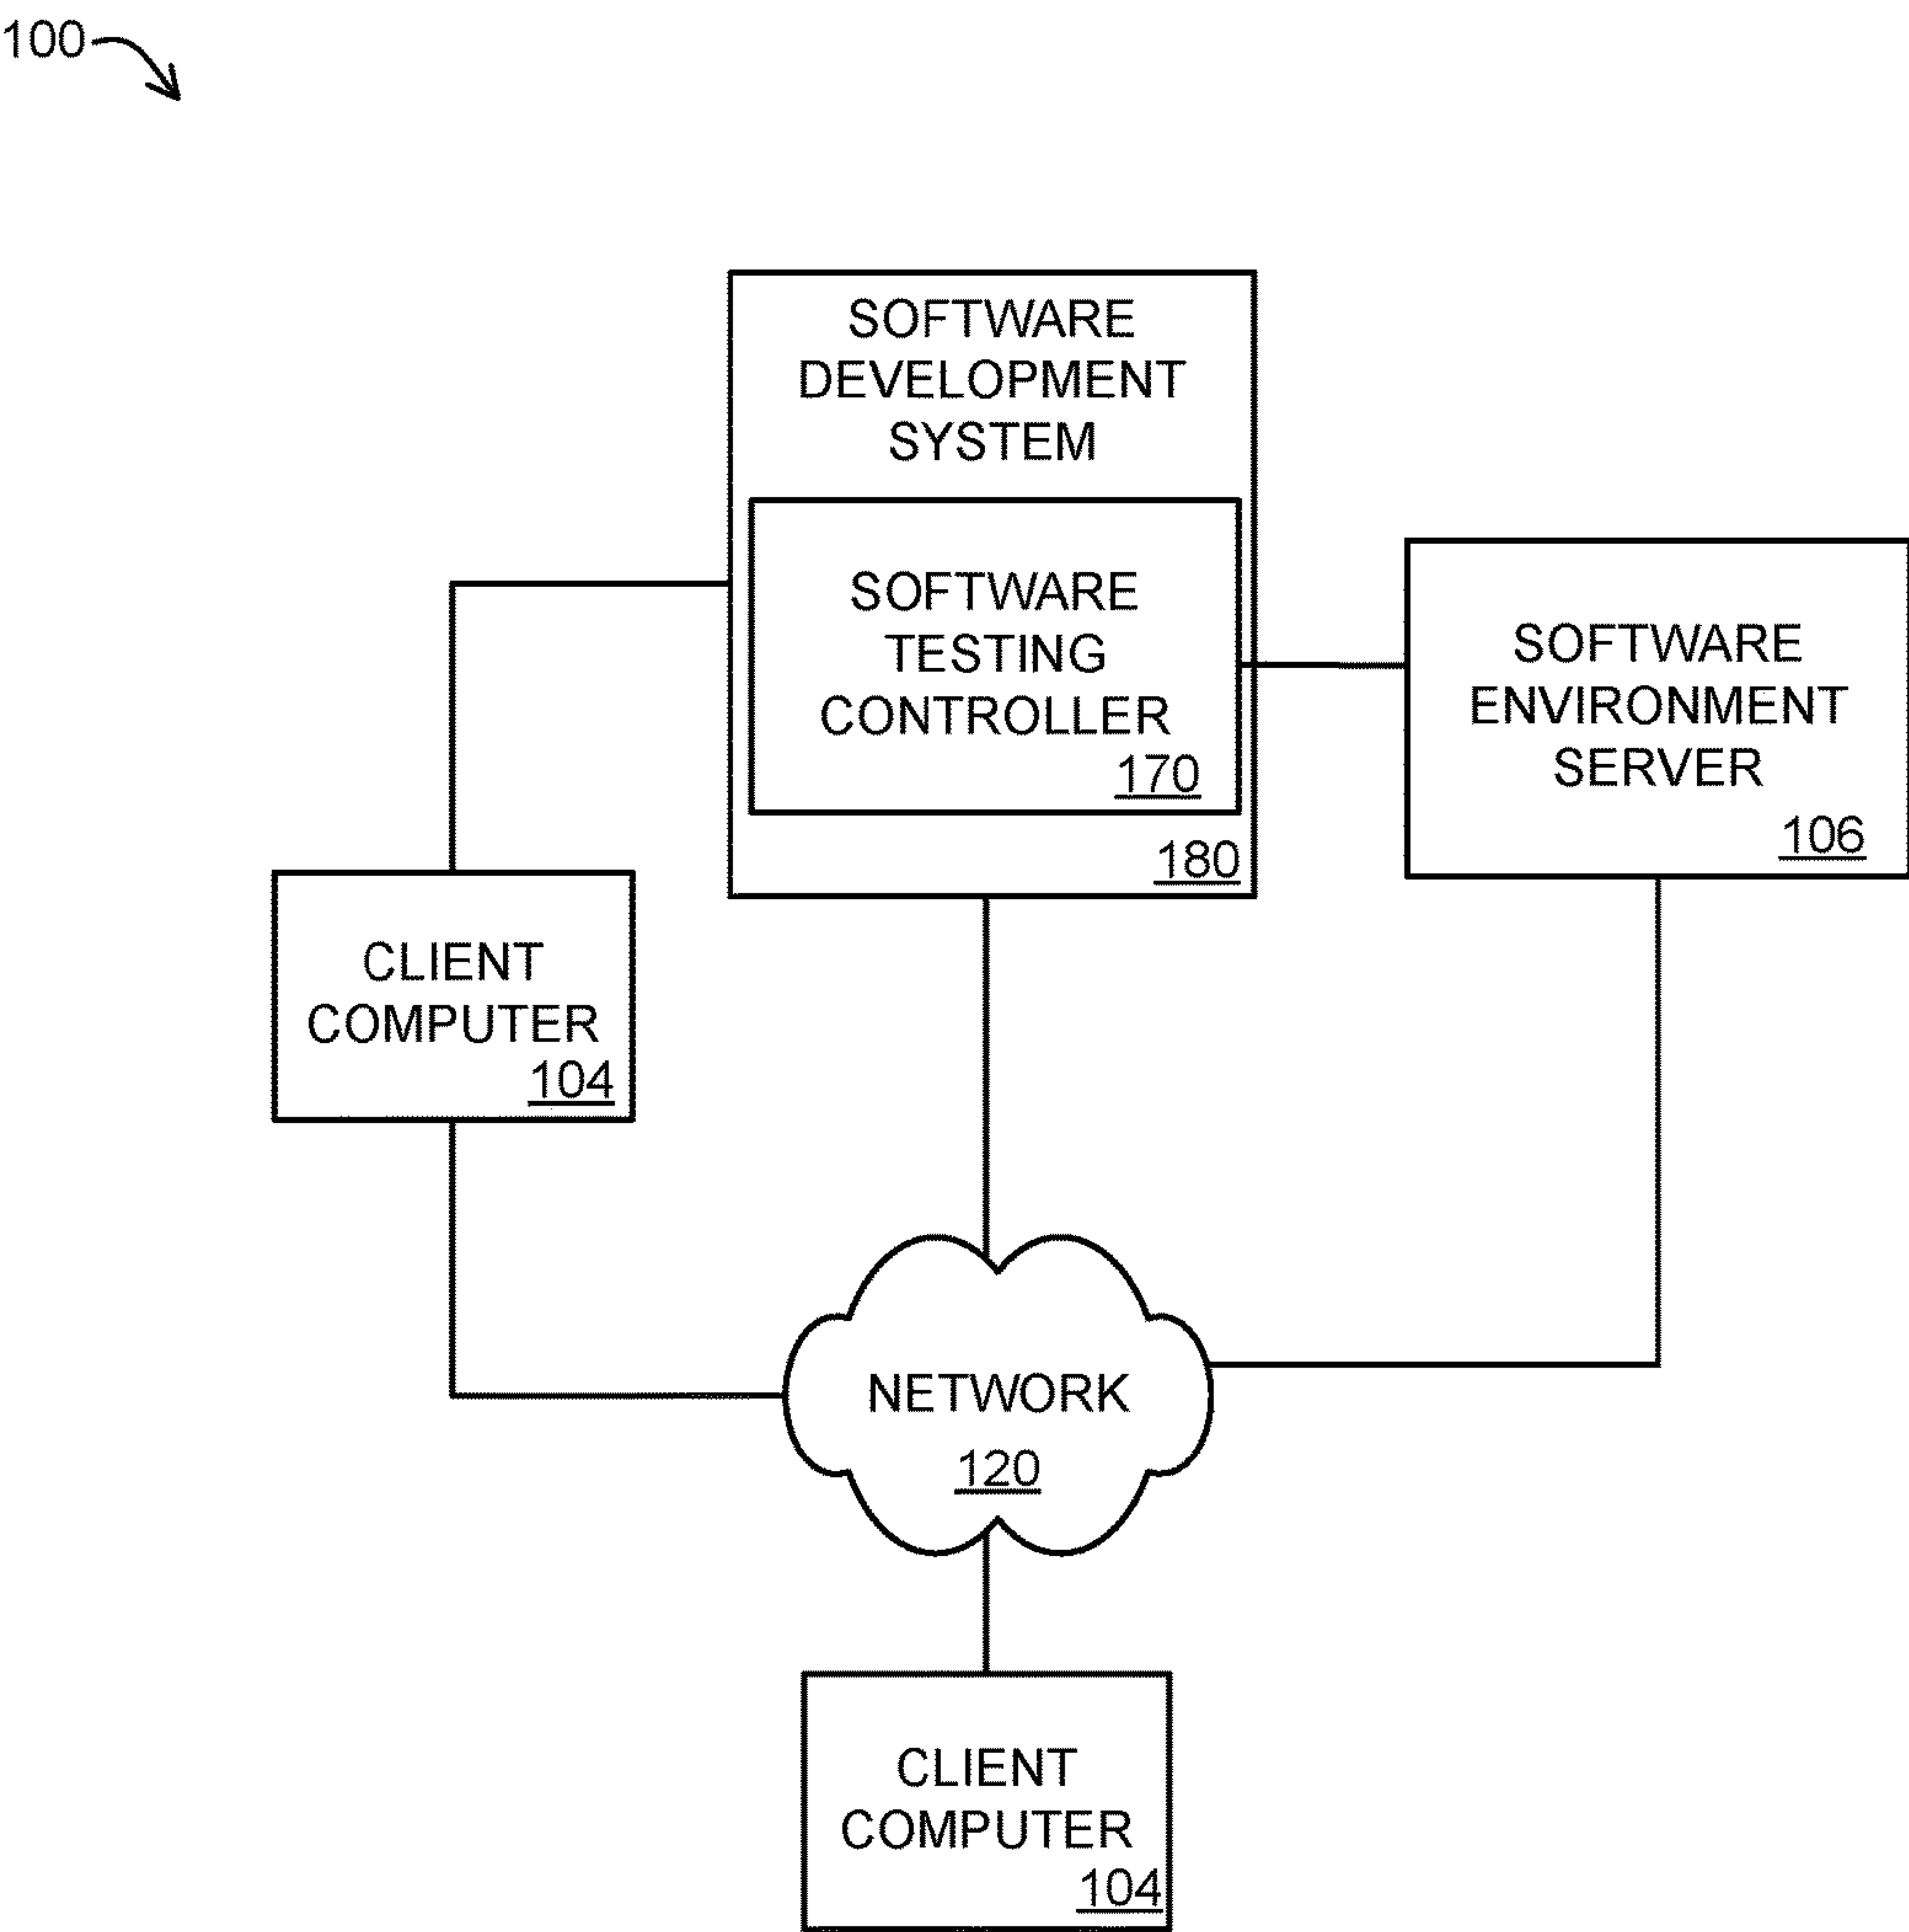 100
SOFTWARE
DEVELOPMENT
SYSTEM
SOFTWARE
TESTING
CONTROLLER
170
180
SOFTWARE
ENVIRONMENT
SERVER
106
CLIENT
COMPUTER
104
NETWORK
120
CLIENT
COMPUTER
104